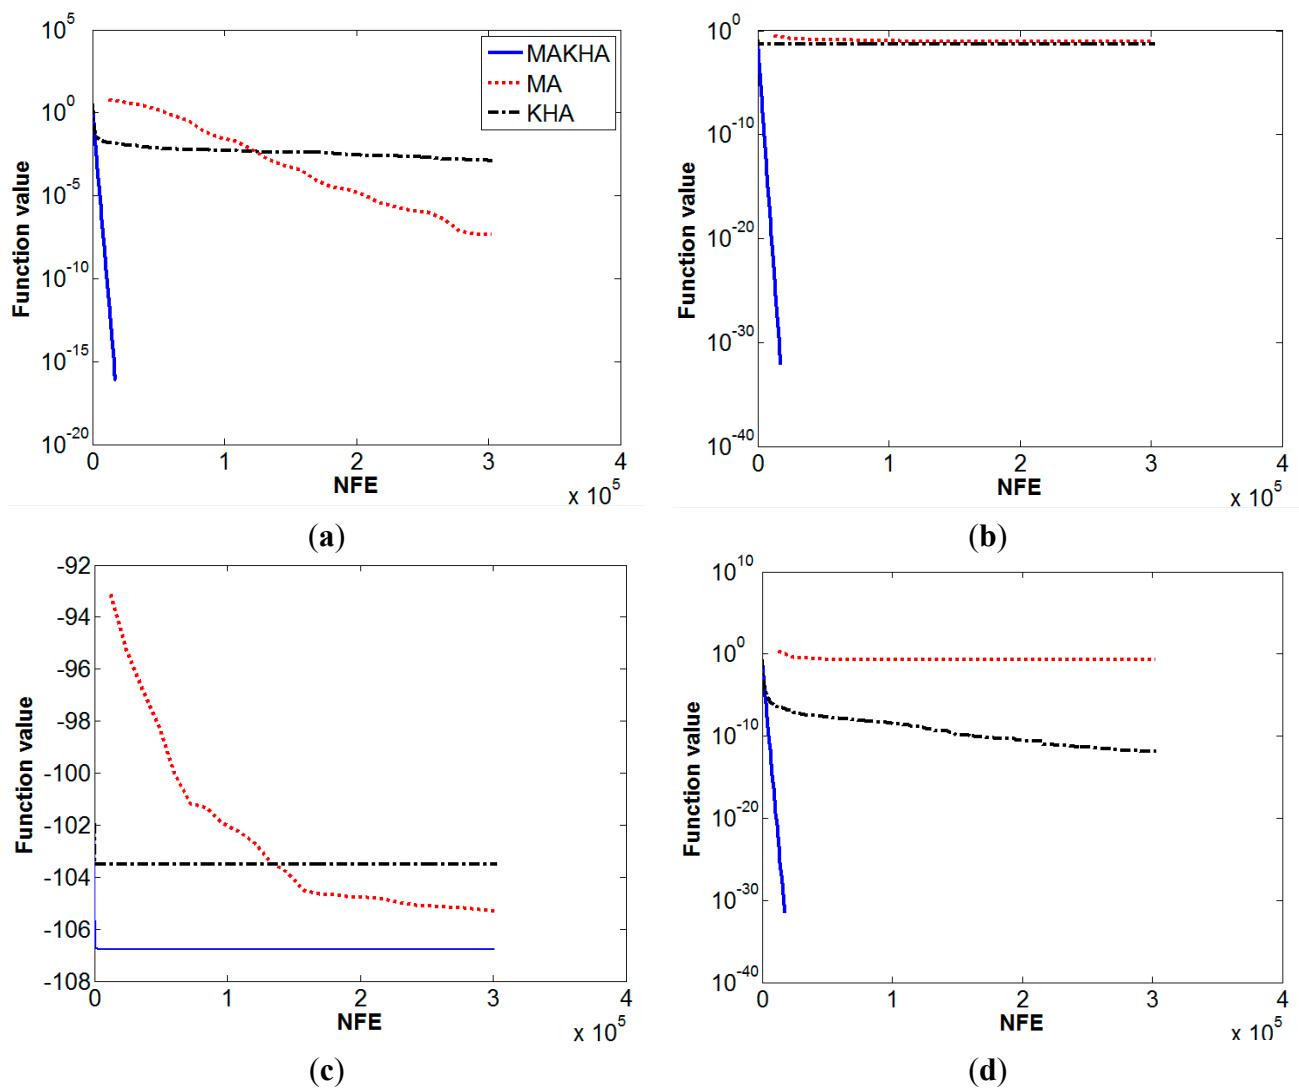 10^5
10^0
10^-5
10^-10
10^-15
10^-20
Function value
MAKHA
MA
KHA
0 1 2 3 4
NFE
x 10^5
(a)
10^0
10^-10
10^-20
10^-30
10^-40
Function value
0 1 2 3 4
NFE
x 10^5
(b)
-92
-94
-96
-98
-100
-102
-104
-106
-108
Function value
0 1 2 3 4
NFE
x 10^5
(c)
10^10
10^0
10^-10
10^-20
10^-30
10^-40
Function value
0 1 2 3 4
NFE
x 10^5
(d)